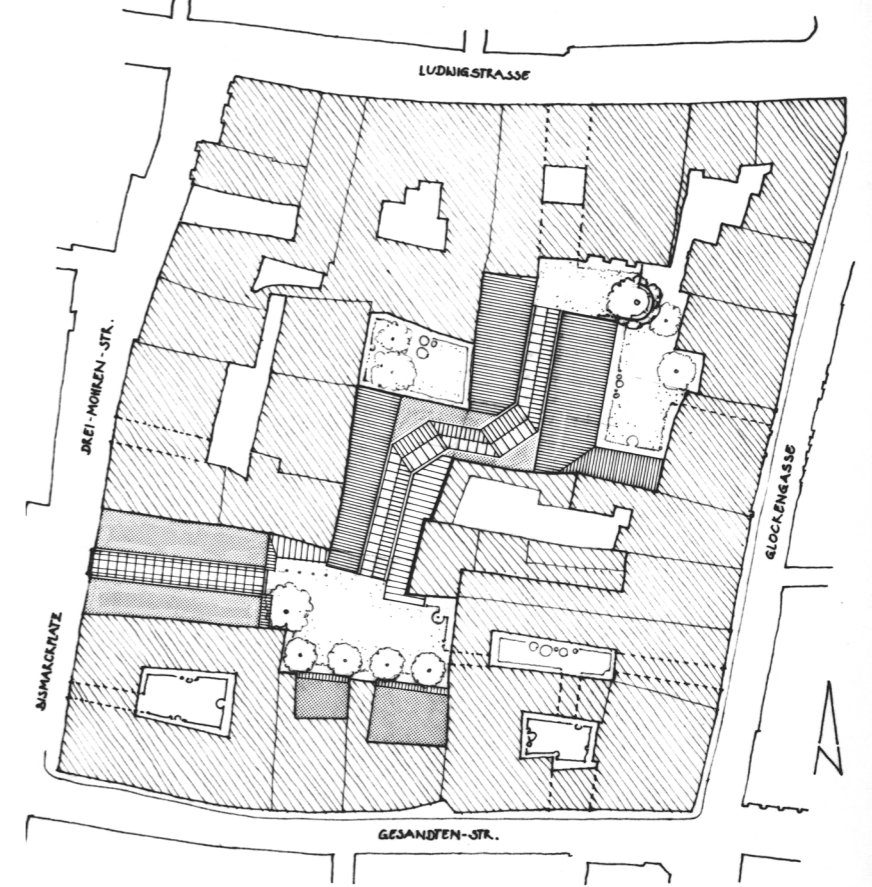 LUDWIGSTRASSE
DREI-MOHREN-STR.
GLOCKENGASSE
BISMARCKPLATZ
GESANDTEN-STR.
N